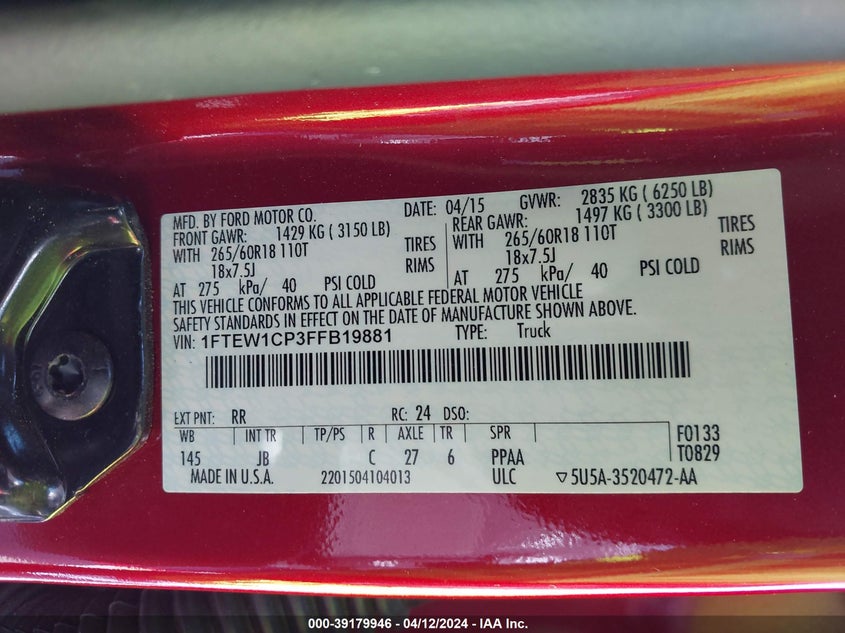 MFD. BY FORD MOTOR CO. DATE: 04/15 GVWR: 2835 KG ( 6250 LB)
FRONT GAWR: 1429 KG ( 3150 LB) REAR GAWR: 1497 KG ( 3300 LB)
WITH 265/60R18 110T TIRES WITH 265/60R18 110T TIRES
18x7.5J RIMS 18x7.5J RIMS
AT 275 kPa/ 40 PSI COLD AT 275 kPa/ 40 PSI COLD
THIS VEHICLE CONFORMS TO ALL APPLICABLE FEDERAL MOTOR VEHICLE
SAFETY STANDARDS IN EFFECT ON THE DATE OF MANUFACTURE SHOWN ABOVE.
VIN: 1FTEW1CP3FFB19881 TYPE: Truck
EXT PNT: RR RC: 24 DSO:
WB INT TR TP/PS R AXLE TR SPR F0133
145 JB C 27 6 PPAA T0829
MADE IN U.S.A. 2201504104013 ULC ▽5U5A-3520472-AA
000-39179946 - 04/12/2024 - IAA Inc.